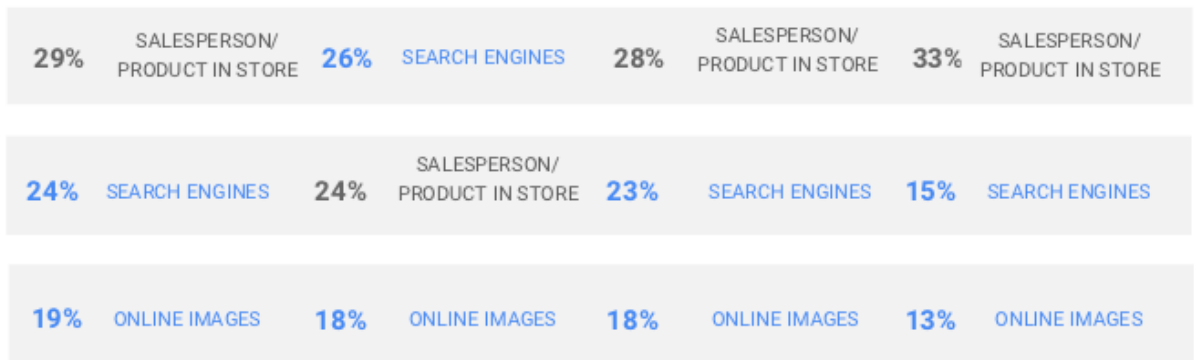 29% SALESPERSON/ PRODUCT IN STORE 26% SEARCH ENGINES 28% SALESPERSON/ PRODUCT IN STORE 33% SALESPERSON/ PRODUCT IN STORE
24% SEARCH ENGINES 24% SALESPERSON/ PRODUCT IN STORE 23% SEARCH ENGINES 15% SEARCH ENGINES
19% ONLINE IMAGES 18% ONLINE IMAGES 18% ONLINE IMAGES 13% ONLINE IMAGES